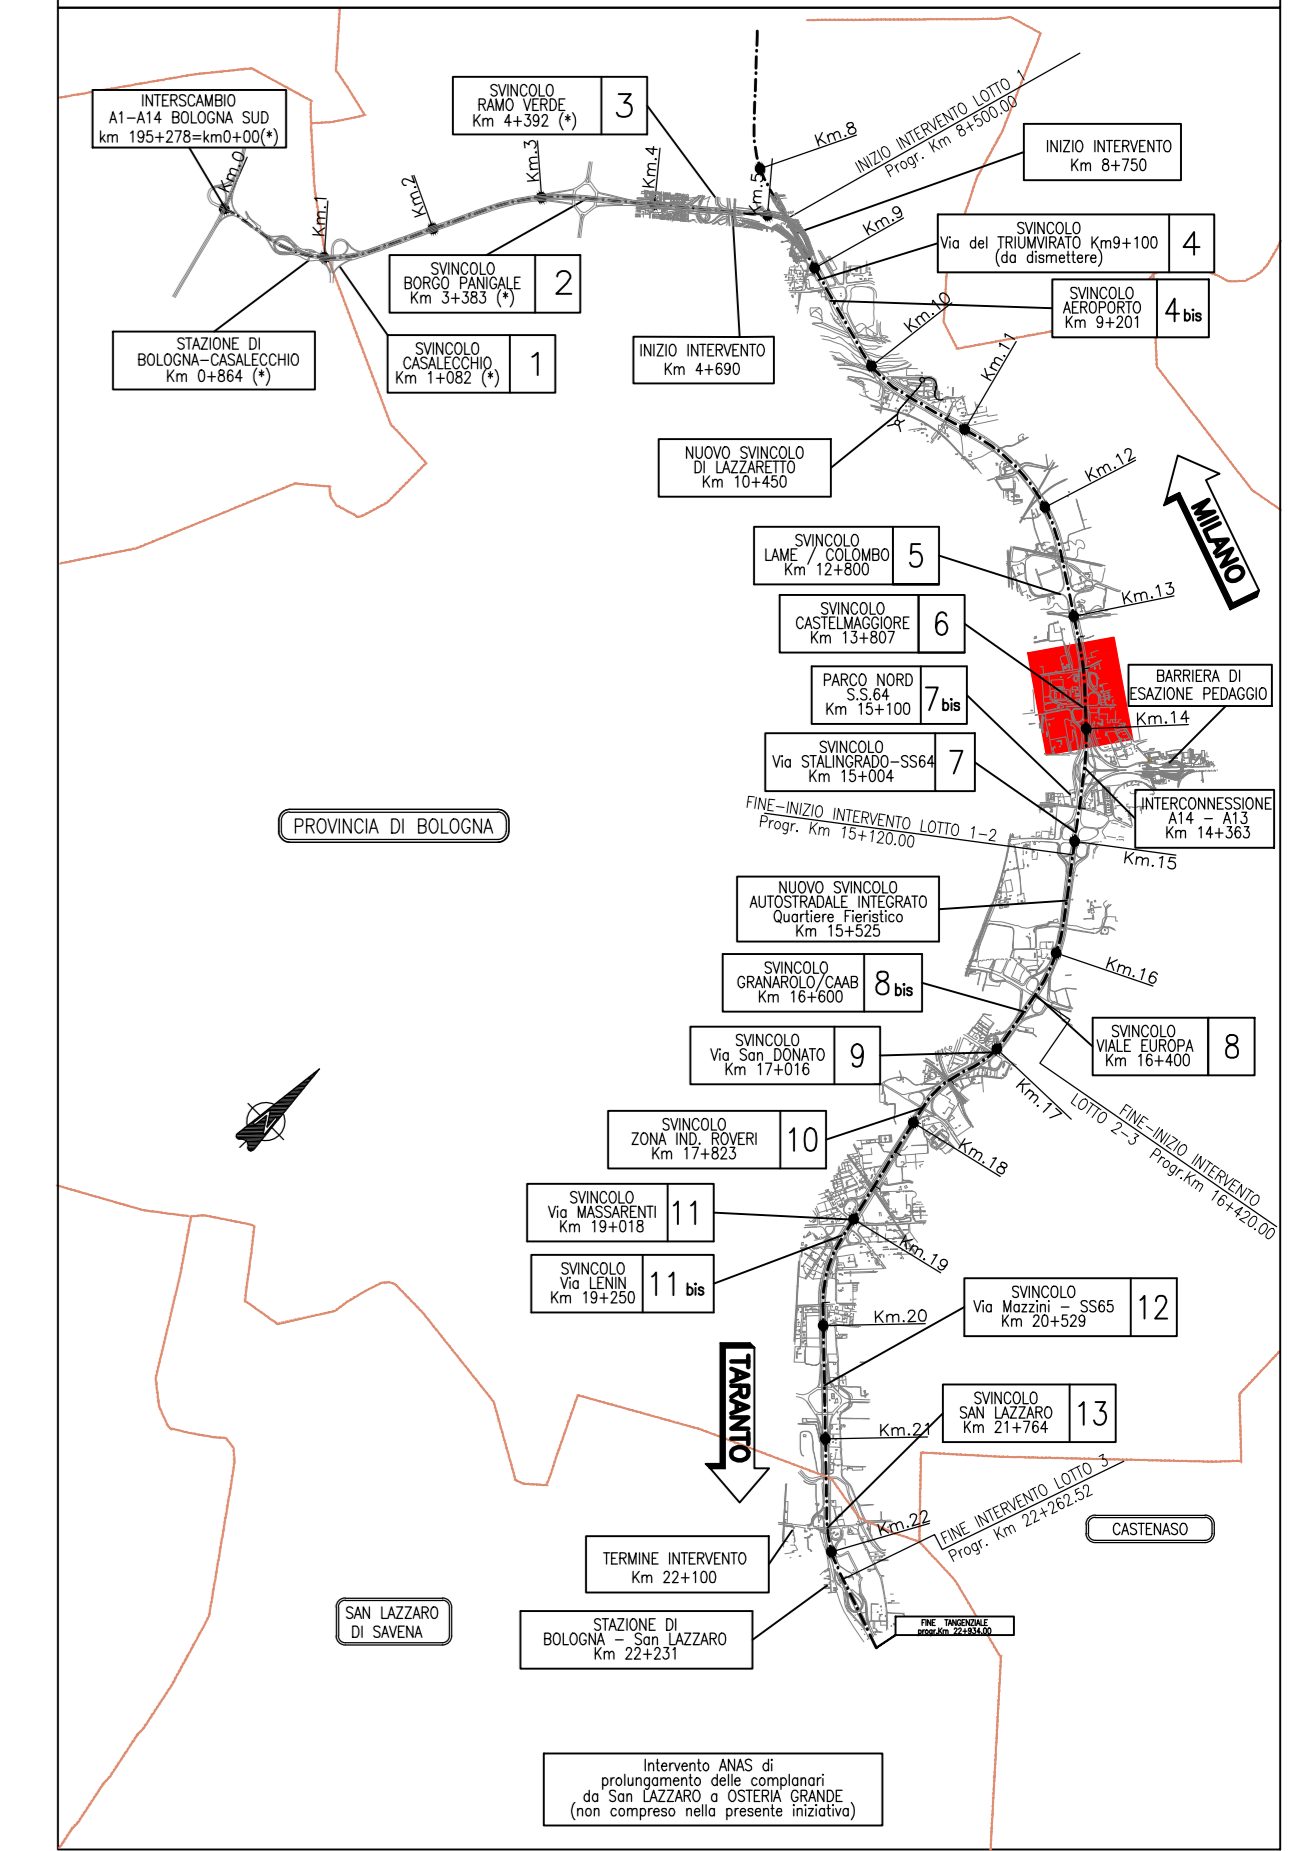 INTERSCAMBIO
A1-A14 BOLOGNA SUD
km 195+278=km0+00(*)
SVINCOLO
RAMO VERDE
Km 4+392 (*)
3
Km.0
Km.1
Km.2
Km.3
Km.4
Km.5
Km.8
INIZIO INTERVENTO LOTTO 1
Progr. Km 8+500.00
INIZIO INTERVENTO
Km 8+750
Km.9
SVINCOLO
Via del TRIUMVIRATO Km9+100
(da dismettere)
4
SVINCOLO
BORGO PANIGALE
Km 3+383 (*)
2
SVINCOLO
AEROPORTO
Km 9+201
4 bis
STAZIONE DI
BOLOGNA-CASALECCHIO
Km 0+864 (*)
SVINCOLO
CASALECCHIO
Km 1+082 (*)
1
INIZIO INTERVENTO
Km 4+690
Km.10
Km.11
NUOVO SVINCOLO
DI LAZZARETTO
Km 10+450
Km.12
MILANO
SVINCOLO
LAME / COLOMBO
Km 12+800
5
Km.13
SVINCOLO
CASTELMAGGIORE
Km 13+807
6
PARCO NORD
S.S.64
Km 15+100
7 bis
BARRIERA DI
ESAZIONE PEDAGGIO
Km.14
SVINCOLO
Via STALINGRADO-SS64
Km 15+004
7
INTERCONNESSIONE
A14 - A13
Km 14+363
FINE-INIZIO INTERVENTO LOTTO 1-2
Progr. Km 15+120.00
Km.15
PROVINCIA DI BOLOGNA
NUOVO SVINCOLO
AUTOSTRADALE INTEGRATO
Quartiere Fieristico
Km 15+525
Km.16
SVINCOLO
GRANAROLO/CAAB
Km 16+600
8 bis
SVINCOLO
VIALE EUROPA
Km 16+400
8
SVINCOLO
Via San DONATO
Km 17+016
9
Km.17
FINE-INIZIO INTERVENTO
LOTTO 2-3 Progr.Km 16+420.00
SVINCOLO
ZONA IND. ROVERI
Km 17+823
10
Km.18
SVINCOLO
Via MASSARENTI
Km 19+018
11
Km.19
SVINCOLO
Via LENIN
Km 19+250
11 bis
SVINCOLO
Via Mazzini - SS65
Km 20+529
12
Km.20
TARANTO
SVINCOLO
SAN LAZZARO
Km 21+764
13
Km.21
FINE INTERVENTO LOTTO 3
Progr. Km 22+262.52
Km.22
CASTENASO
TERMINE INTERVENTO
Km 22+100
SAN LAZZARO
DI SAVENA
STAZIONE DI
BOLOGNA - San LAZZARO
Km 22+231
FINE TANGENZIALE
progr.Km 22+934.00
Intervento ANAS di
prolungamento delle complanari
da San LAZZARO a OSTERIA GRANDE
(non compreso nella presente iniziativa)